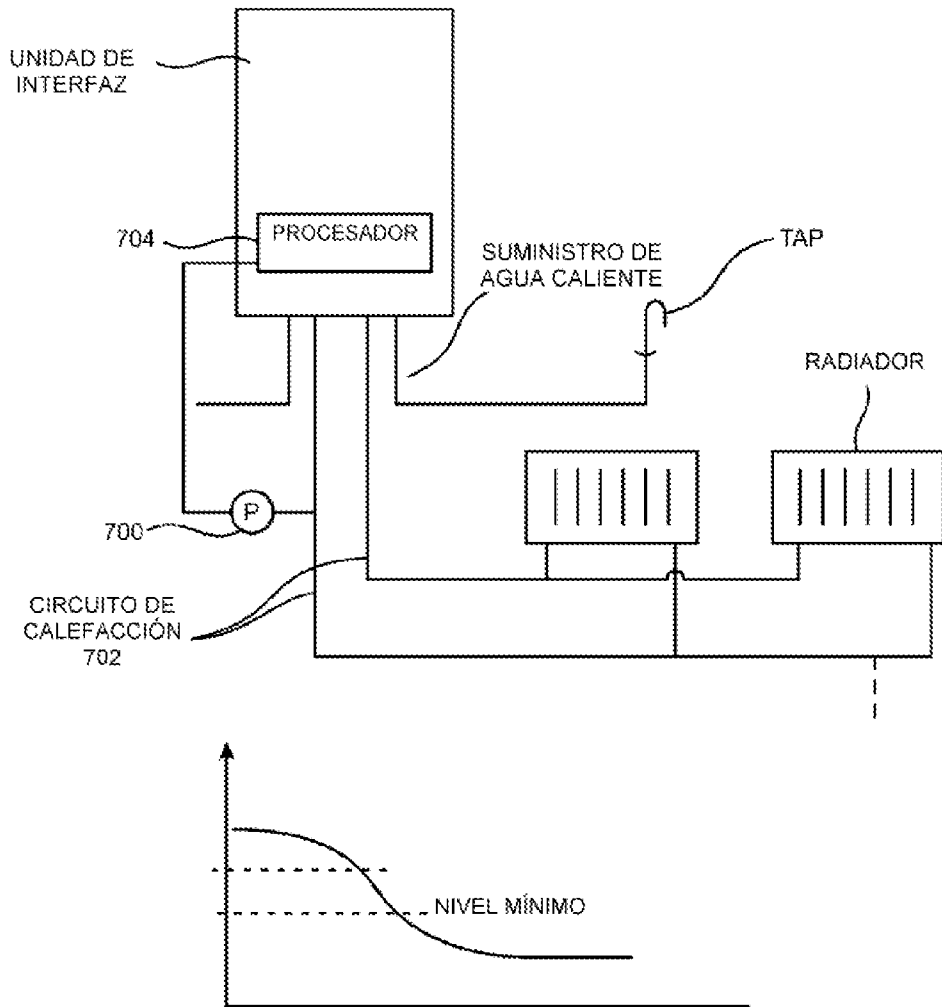 UNIDAD DE
INTERFAZ
704
PROCESADOR
SUMINISTRO DE
AGUA CALIENTE
TAP
RADIADOR
P
700
CIRCUITO DE
CALEFACCIÓN
702
NIVEL MÍNIMO